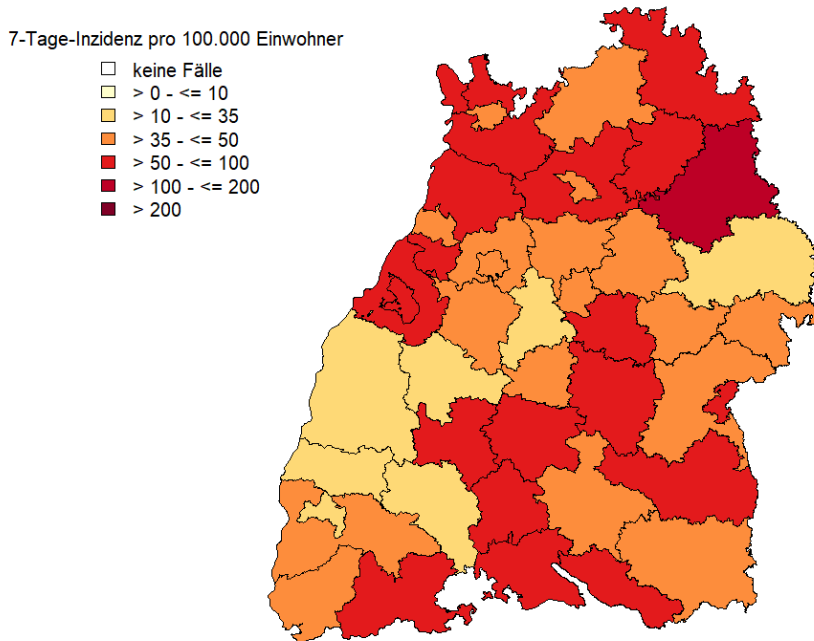 7-Tage-Inzidenz pro 100.000 Einwohner
keine Fälle
> 0 - <= 10
> 10 - <= 35
> 35 - <= 50
> 50 - <= 100
> 100 - <= 200
> 200